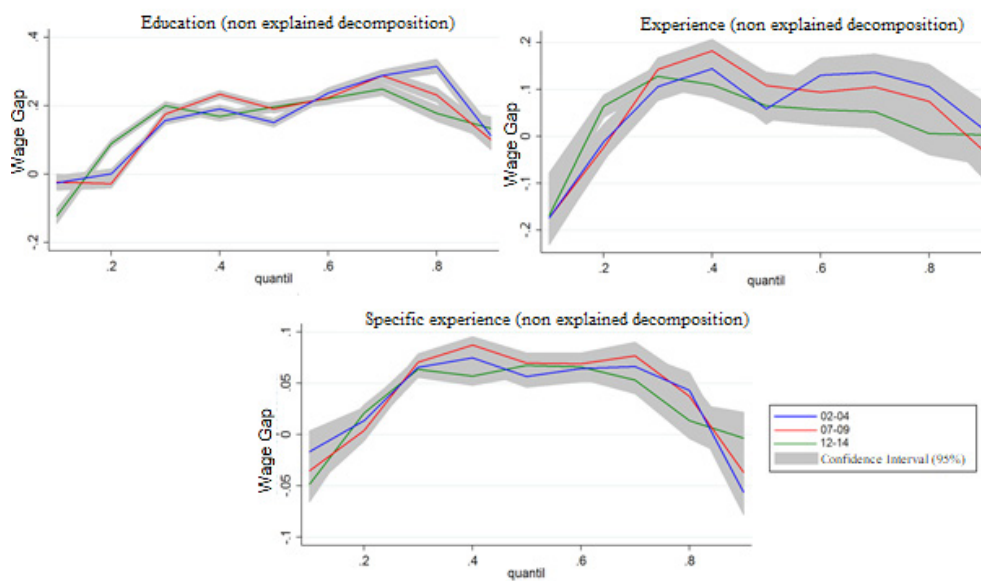 Education (non explained decomposition)
Wage Gap
.4
.2
0
-.2
.2
.4
.6
.8
quantil
Experience (non explained decomposition)
Wage Gap
.2
.1
0
-.1
-.2
.2
.4
.6
.8
quantil
Specific experience (non explained decomposition)
Wage Gap
.1
.05
0
-.05
-.1
.2
.4
.6
.8
quantil
02-04
07-09
12-14
Confidence Interval (95%)